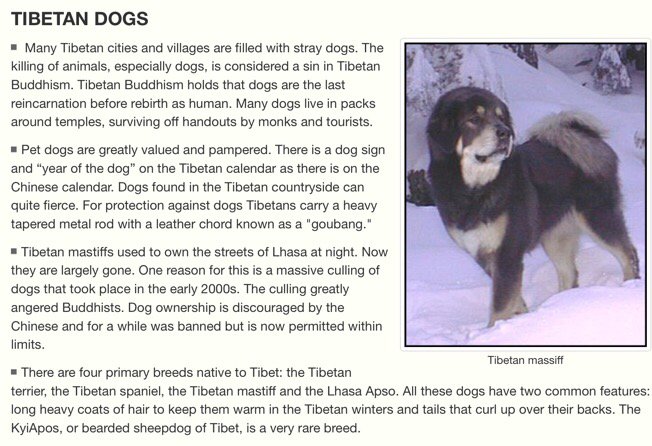 TIBETAN DOGS
■ Many Tibetan cities and villages are filled with stray dogs. The
killing of animals, especially dogs, is considered a sin in Tibetan
Buddhism. Tibetan Buddhism holds that dogs are the last
reincarnation before rebirth as human. Many dogs live in packs
around temples, surviving off handouts by monks and tourists.
■ Pet dogs are greatly valued and pampered. There is a dog sign
and “year of the dog” on the Tibetan calendar as there is on the
Chinese calendar. Dogs found in the Tibetan countryside can
quite fierce. For protection against dogs Tibetans carry a heavy
tapered metal rod with a leather chord known as a "goubang."
■ Tibetan mastiffs used to own the streets of Lhasa at night. Now
they are largely gone. One reason for this is a massive culling of
dogs that took place in the early 2000s. The culling greatly
angered Buddhists. Dog ownership is discouraged by the
Chinese and for a while was banned but is now permitted within
limits.
Tibetan massiff
■ There are four primary breeds native to Tibet: the Tibetan
terrier, the Tibetan spaniel, the Tibetan mastiff and the Lhasa Apso. All these dogs have two common features:
long heavy coats of hair to keep them warm in the Tibetan winters and tails that curl up over their backs. The
KyiApos, or bearded sheepdog of Tibet, is a very rare breed.